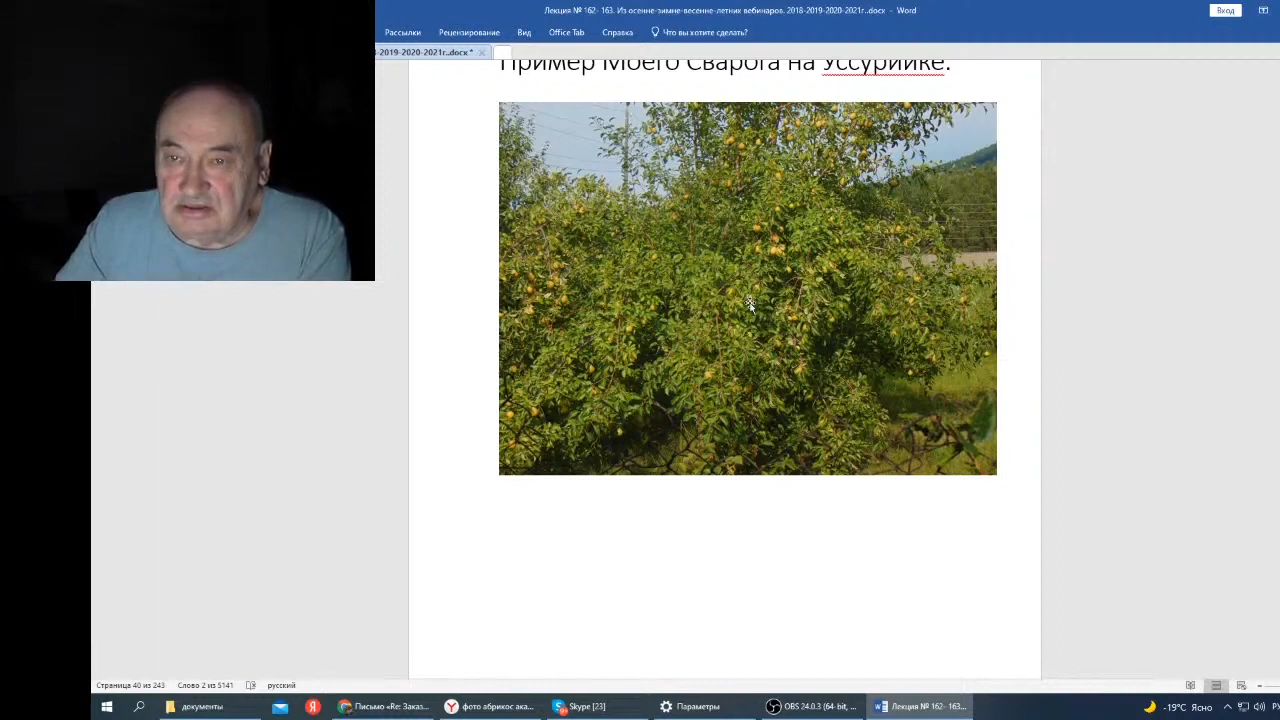 Лекция № 162- 163. Из осенне-зимне-весенне-летних вебинаров. 2018-2019-2020-2021г..docx - Word
Вход
Рассылки Рецензирование Вид Office Tab Справка Что вы хотите сделать?
-2019-2020-2021г..docx *
Пример Моего Сварога на Уссурийке.
Страница 40 из 243 Слово 2 из 5141 русский
документы Письмо «Re: Заказ... фото абрикос ака... Skype [23] Параметры OBS 24.0.3 (64-bit, ... Лекция № 162- 163... -19°C Ясно